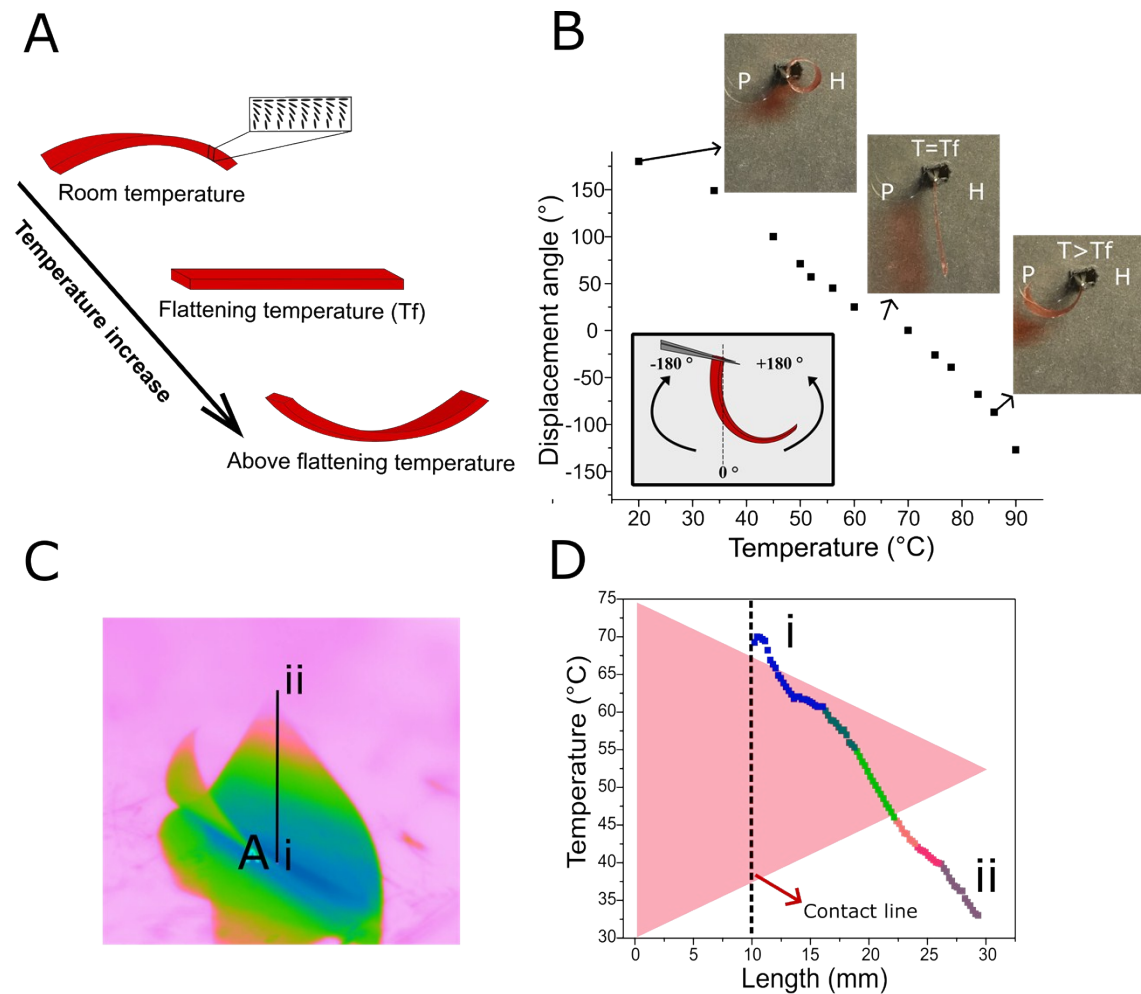 A
Room temperature
Temperature increase
Flattening temperature (Tf)
Above flattening temperature
B
P
H
T=Tf
P
H
T>Tf
P
H
Displacement angle (°)
150
100
50
0
-50
-100
-150
-180 °
+180 °
0 °
20 30 40 50 60 70 80 90
Temperature (°C)
C
ii
A i
D
Temperature (°C)
75
70
65
60
55
50
45
40
35
30
i
ii
Contact line
0 5 10 15 20 25 30
Length (mm)